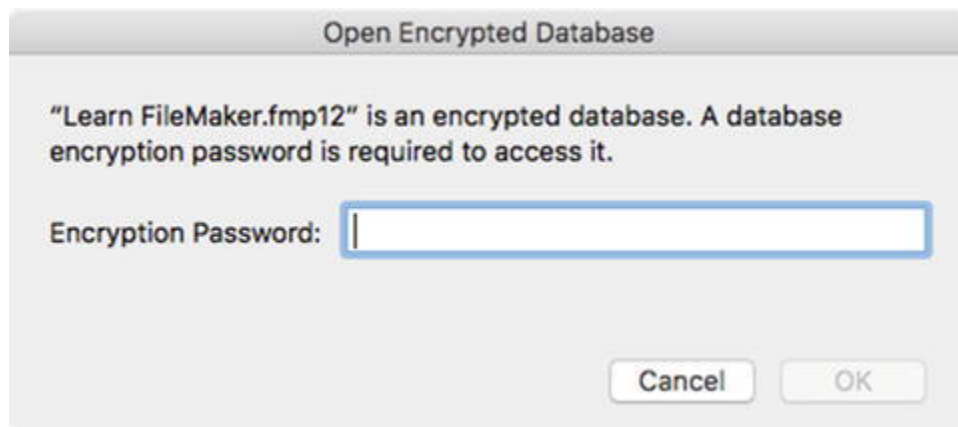 Open Encrypted Database
“Learn FileMaker.fmp12” is an encrypted database. A database
encryption password is required to access it.
Encryption Password:
Cancel
OK